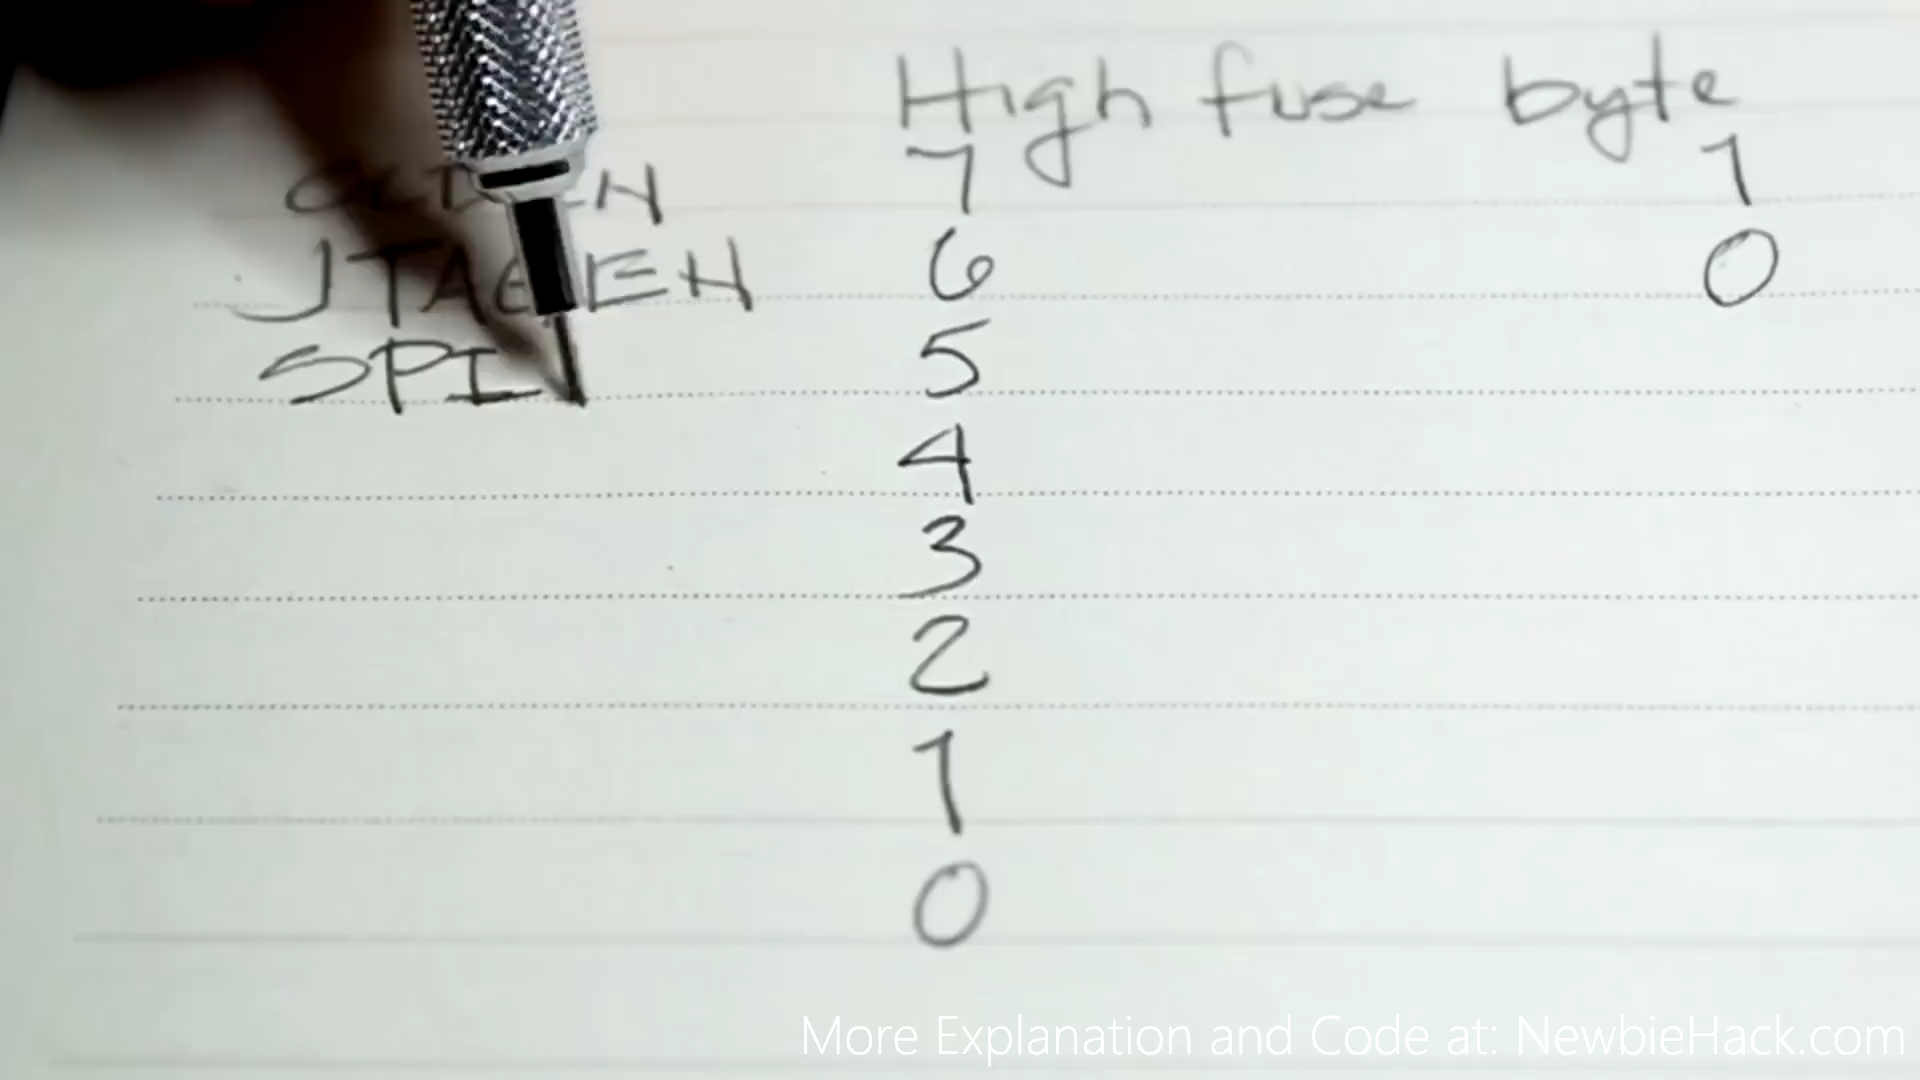 High fuse byte
7 1
JTAGEN 6 0
SPI 5
4
3
2
1
0
More Explanation and Code at: NewbieHack.com